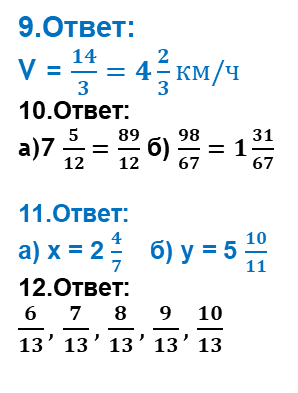 9.Ответ:
V = 14/3 = 4 2/3 км/ч
10.Ответ:
а)7 5/12 = 89/12 б) 98/67 = 1 31/67
11.Ответ:
а) х = 2 4/7 б) у = 5 10/11
12.Ответ:
6/13, 7/13, 8/13, 9/13, 10/13